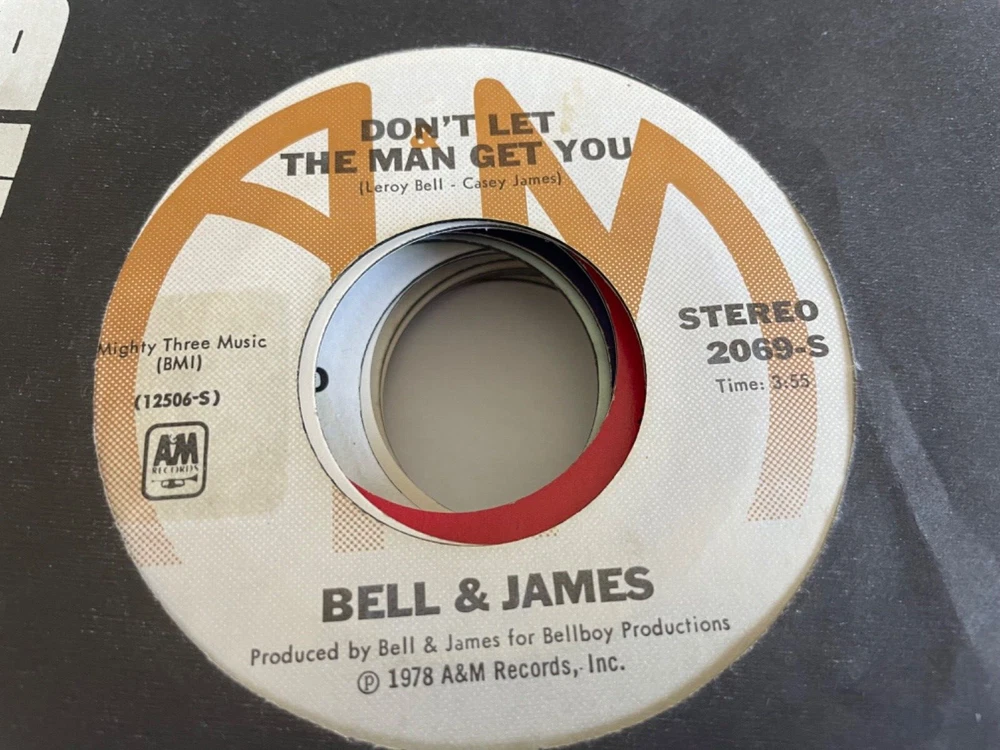 DON'T LET
&
THE MAN GET YOU
(Leroy Bell - Casey James)
STEREO
2069-S
Time: 3:55
Mighty Three Music
(BMI)
(12506-S)
A&M
RECORDS
BELL & JAMES
Produced by Bell & James for Bellboy Productions
℗ 1978 A&M Records, Inc.